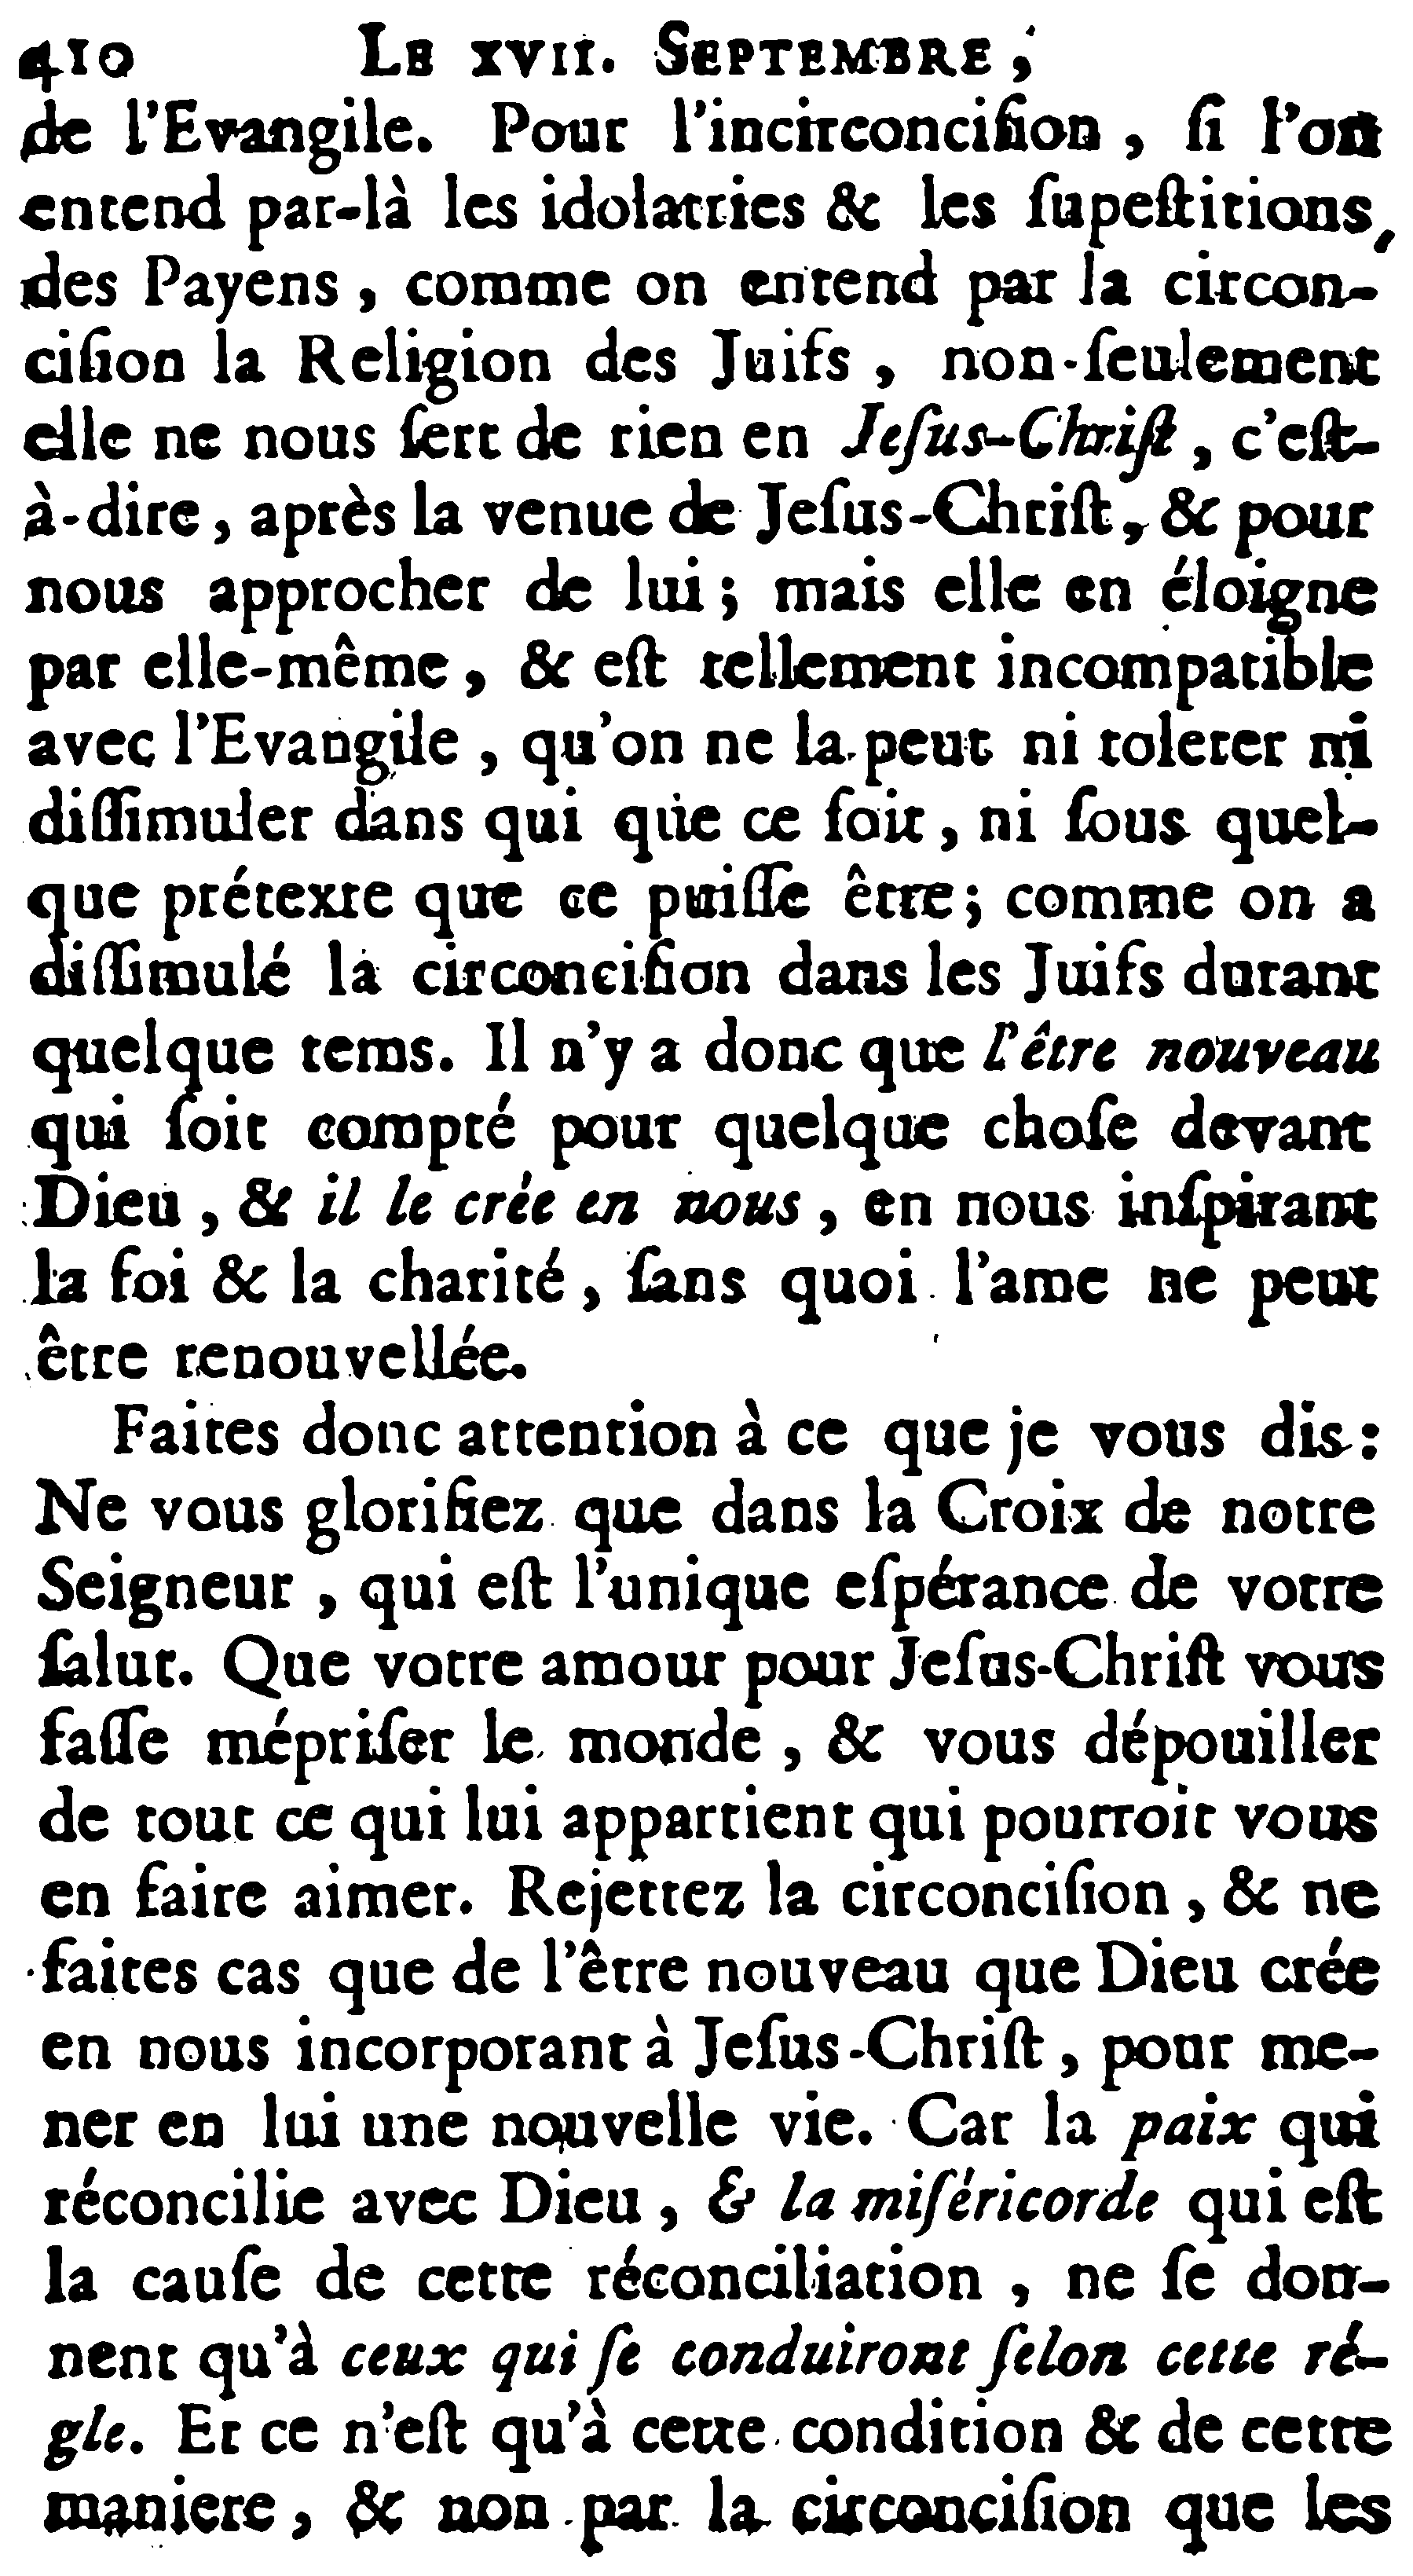 410 LE XVII. SEPTEMBRE,
de l'Evangile. Pour l'incirconciſion, ſi l'on
entend par-là les idolatries & les ſupeſtitions,
des Payens, comme on entend par la circon-
ciſion la Religion des Juifs, non-ſeulement
elle ne nous ſert de rien en Jeſus-Chriſt, c'eſt-
à-dire, après la venue de Jeſus-Chriſt, & pour
nous approcher de lui; mais elle en éloigne
par elle-même, & eſt tellement incompatible
avec l'Evangile, qu'on ne la peut ni tolerer ni
diſſimuler dans qui que ce ſoit, ni ſous quel-
que prétexte que ce puiſſe être; comme on a
diſſimulé la circonciſion dans les Juifs durant
quelque tems. Il n'y a donc que l'être nouveau
qui ſoit compté pour quelque choſe devant
Dieu, & il le crée en nous, en nous inſpirant
la foi & la charité, ſans quoi l'ame ne peut
être renouvellée.
Faites donc attention à ce que je vous dis:
Ne vous glorifiez que dans la Croix de notre
Seigneur, qui eſt l'unique eſpérance de votre
ſalut. Que votre amour pour Jeſus-Chriſt vous
faſſe mépriſer le monde, & vous dépouiller
de tout ce qui lui appartient qui pourroit vous
en faire aimer. Rejettez la circonciſion, & ne
faites cas que de l'être nouveau que Dieu crée
en nous incorporant à Jeſus-Chriſt, pour me-
ner en lui une nouvelle vie. Car la paix qui
réconcilie avec Dieu, & la miſéricorde qui eſt
la cauſe de cette réconciliation, ne ſe don-
nent qu'à ceux qui ſe conduiront ſelon cette ré-
gle. Et ce n'eſt qu'à cette condition & de cette
maniere, & non par la circonciſion que les